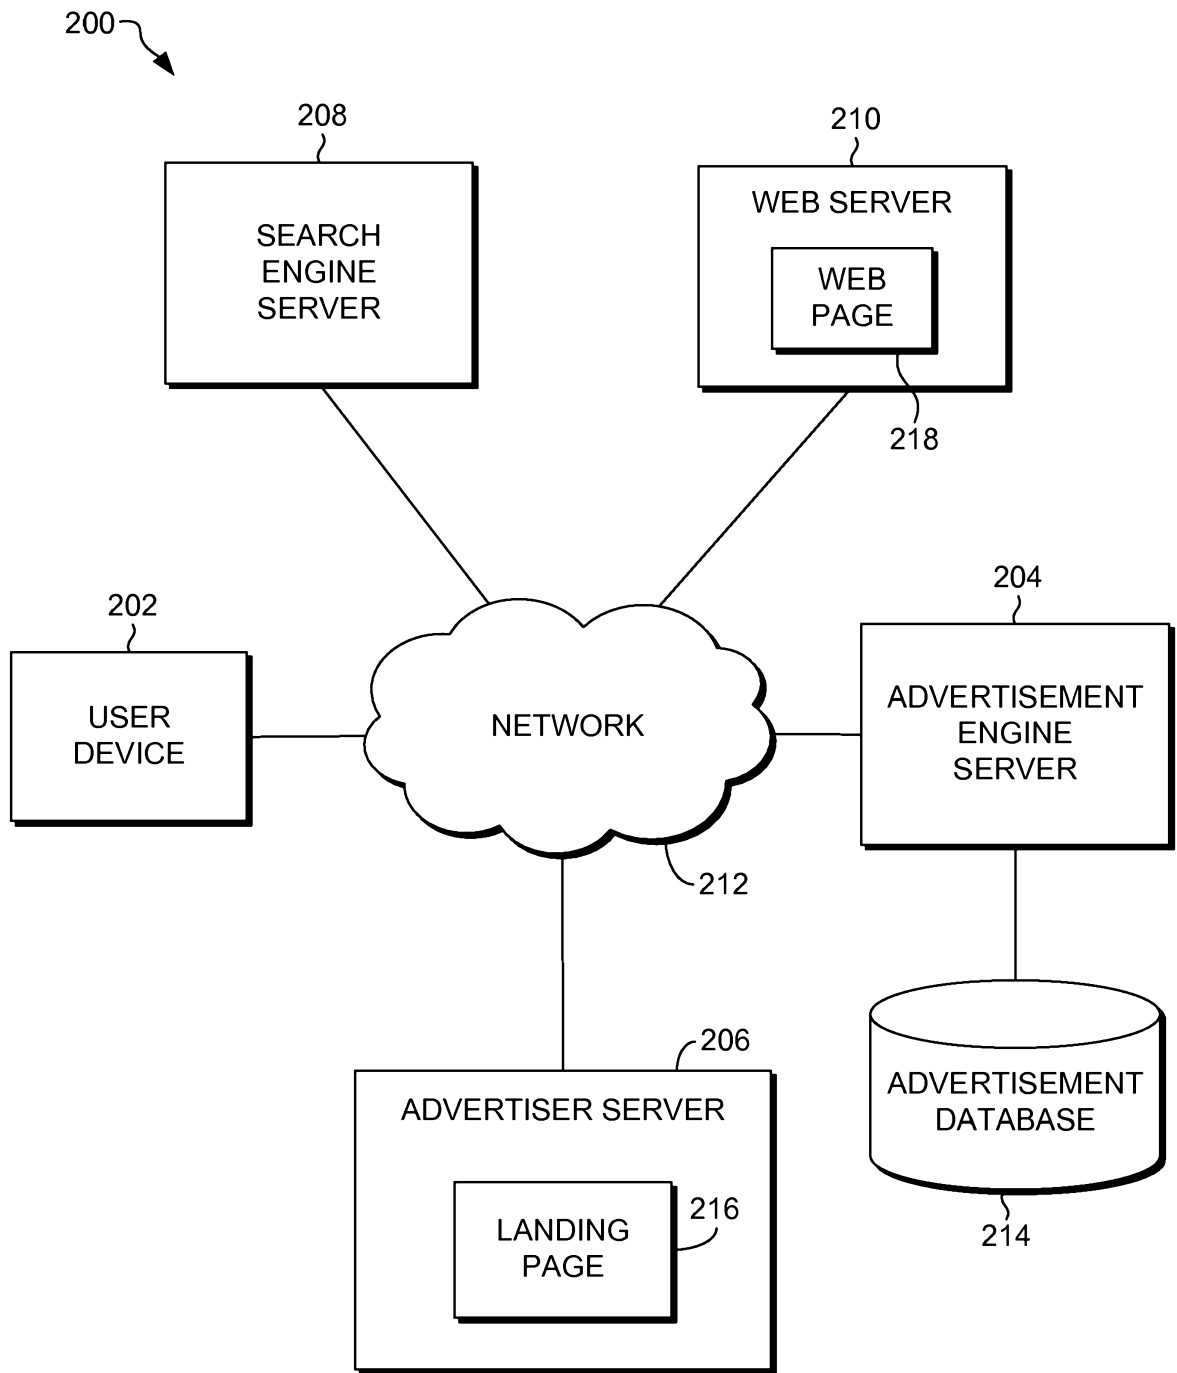 200
208
SEARCH
ENGINE
SERVER
210
WEB SERVER
WEB
PAGE
218
202
USER
DEVICE
NETWORK
212
204
ADVERTISEMENT
ENGINE
SERVER
206
ADVERTISER SERVER
LANDING
PAGE
216
ADVERTISEMENT
DATABASE
214